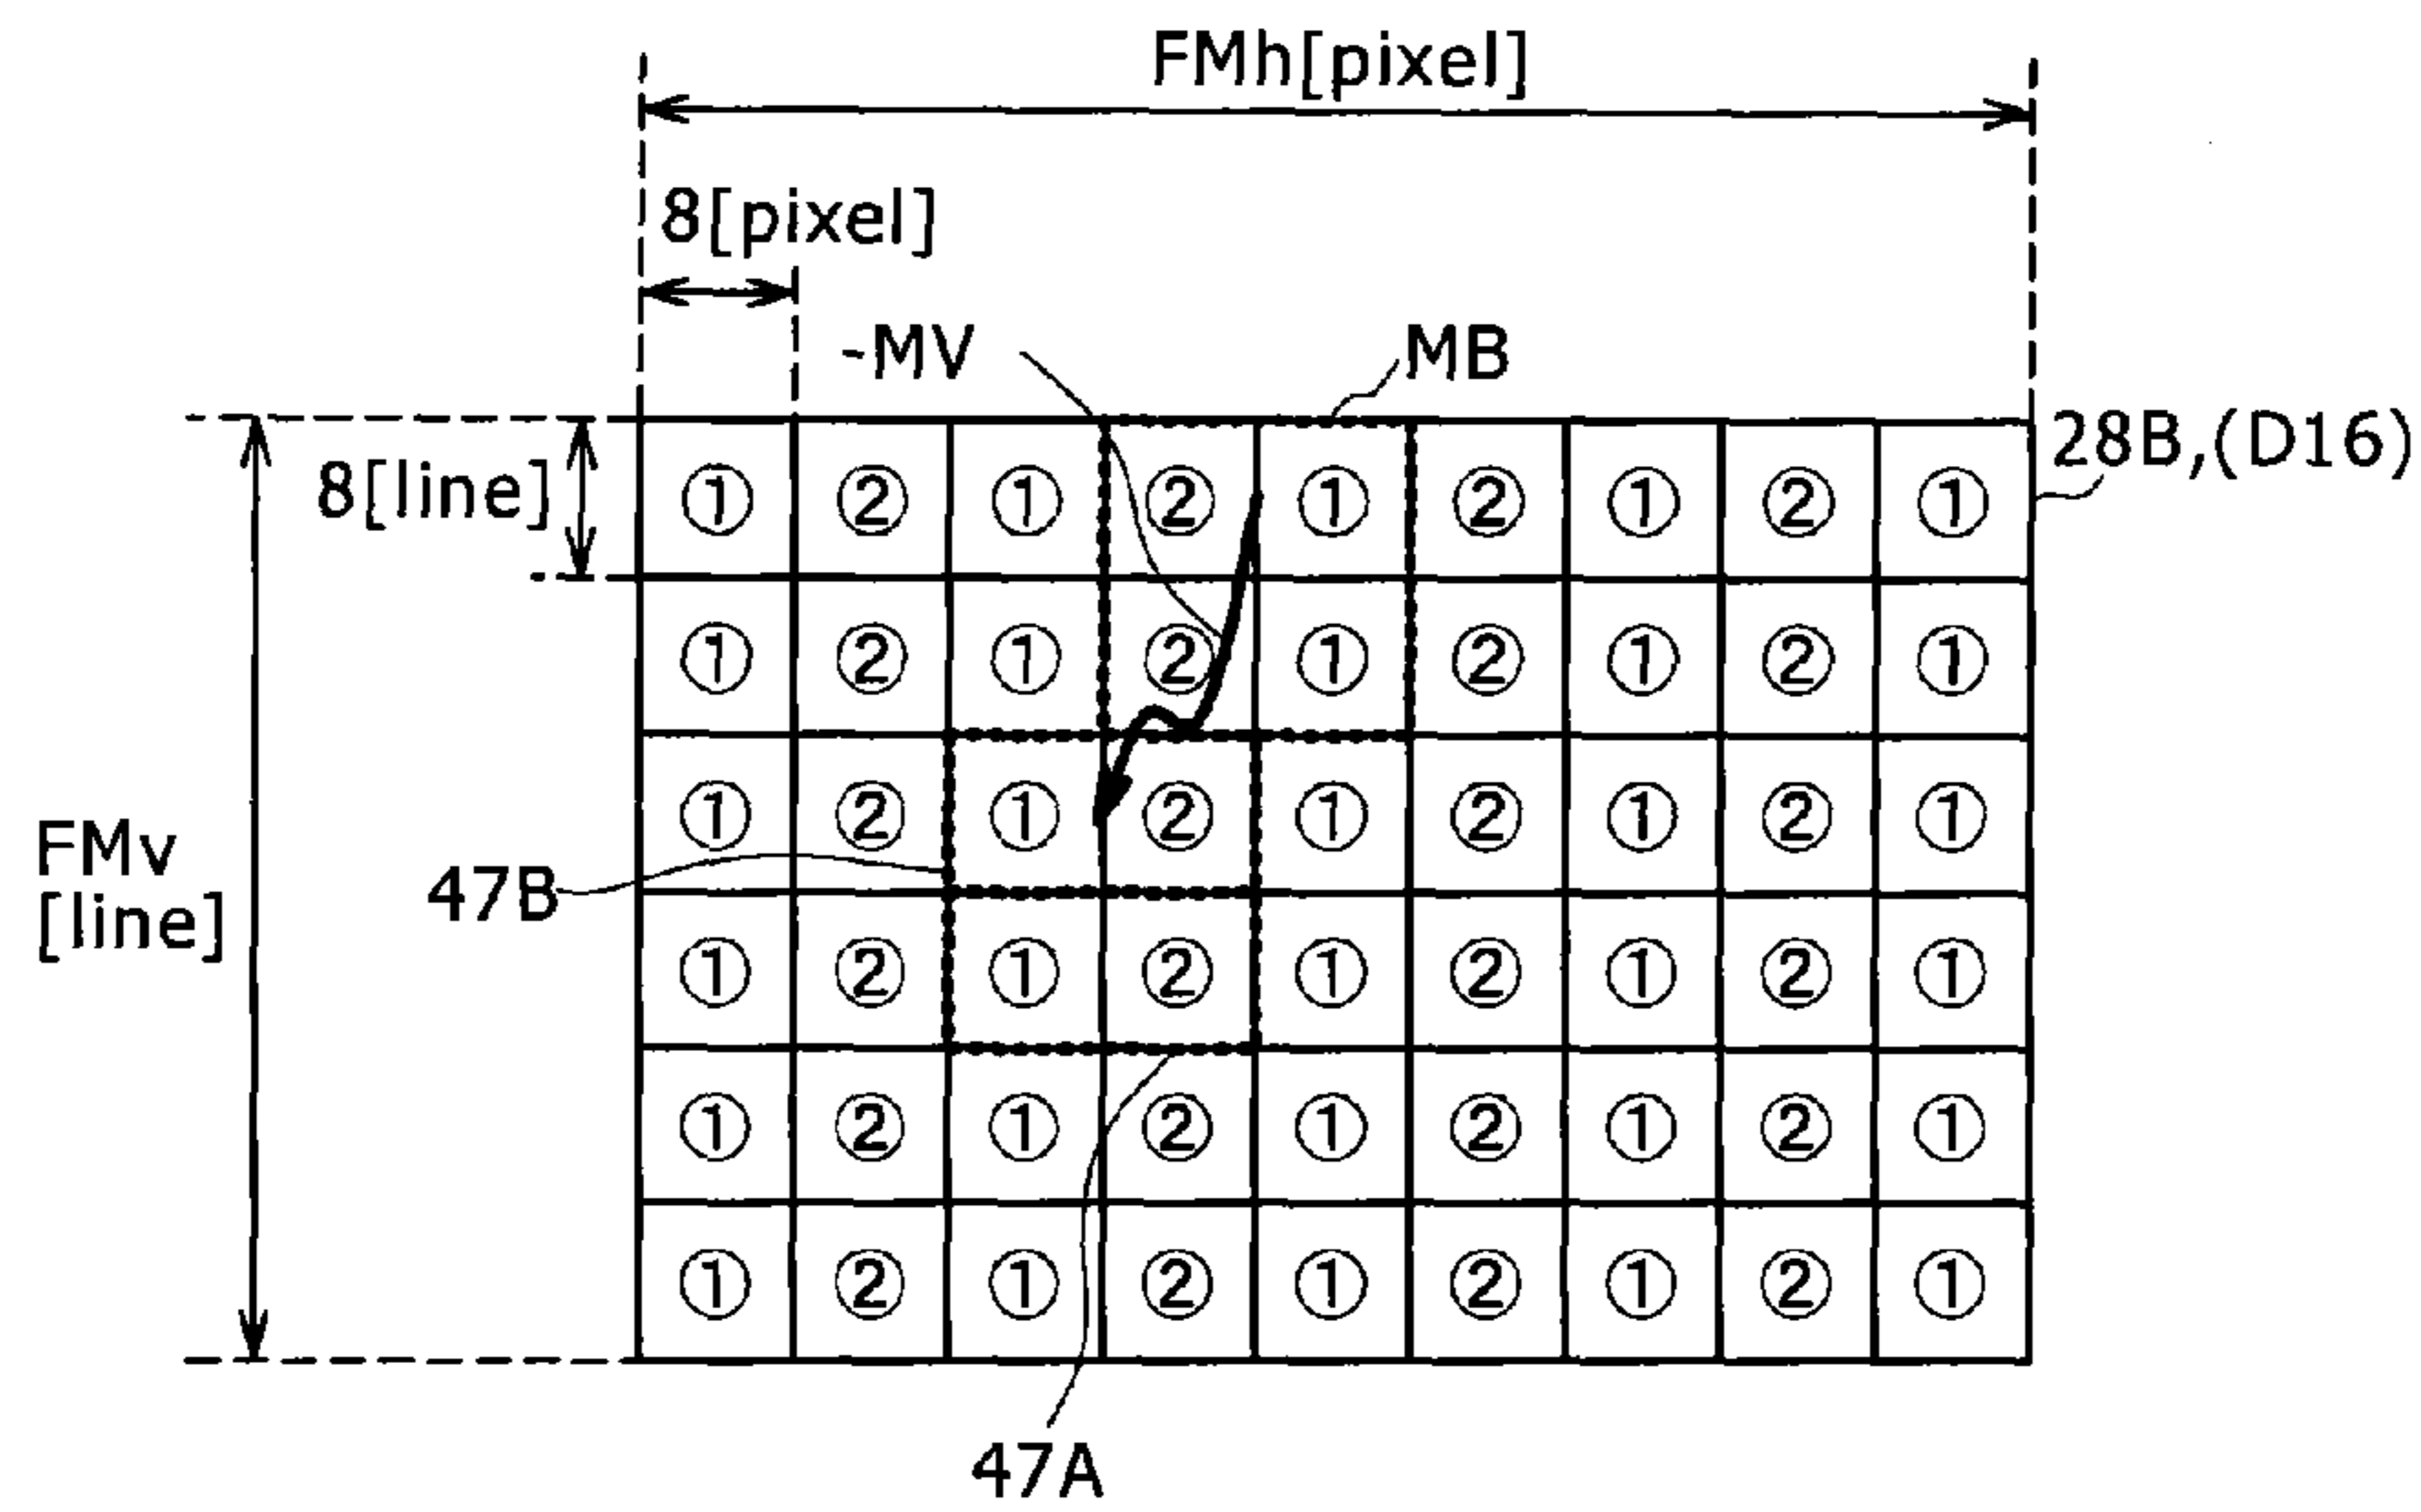 FMh[pixel]
8[pixel]
-MV
MB
28B,(D16)
8[line]
① ② ① ② ① ② ① ② ①
① ② ① ② ① ② ① ② ①
① ② ① ② ① ② ① ② ①
FMv
[line]
47B
① ② ① ② ① ② ① ② ①
① ② ① ② ① ② ① ② ①
① ② ① ② ① ② ① ② ①
47A